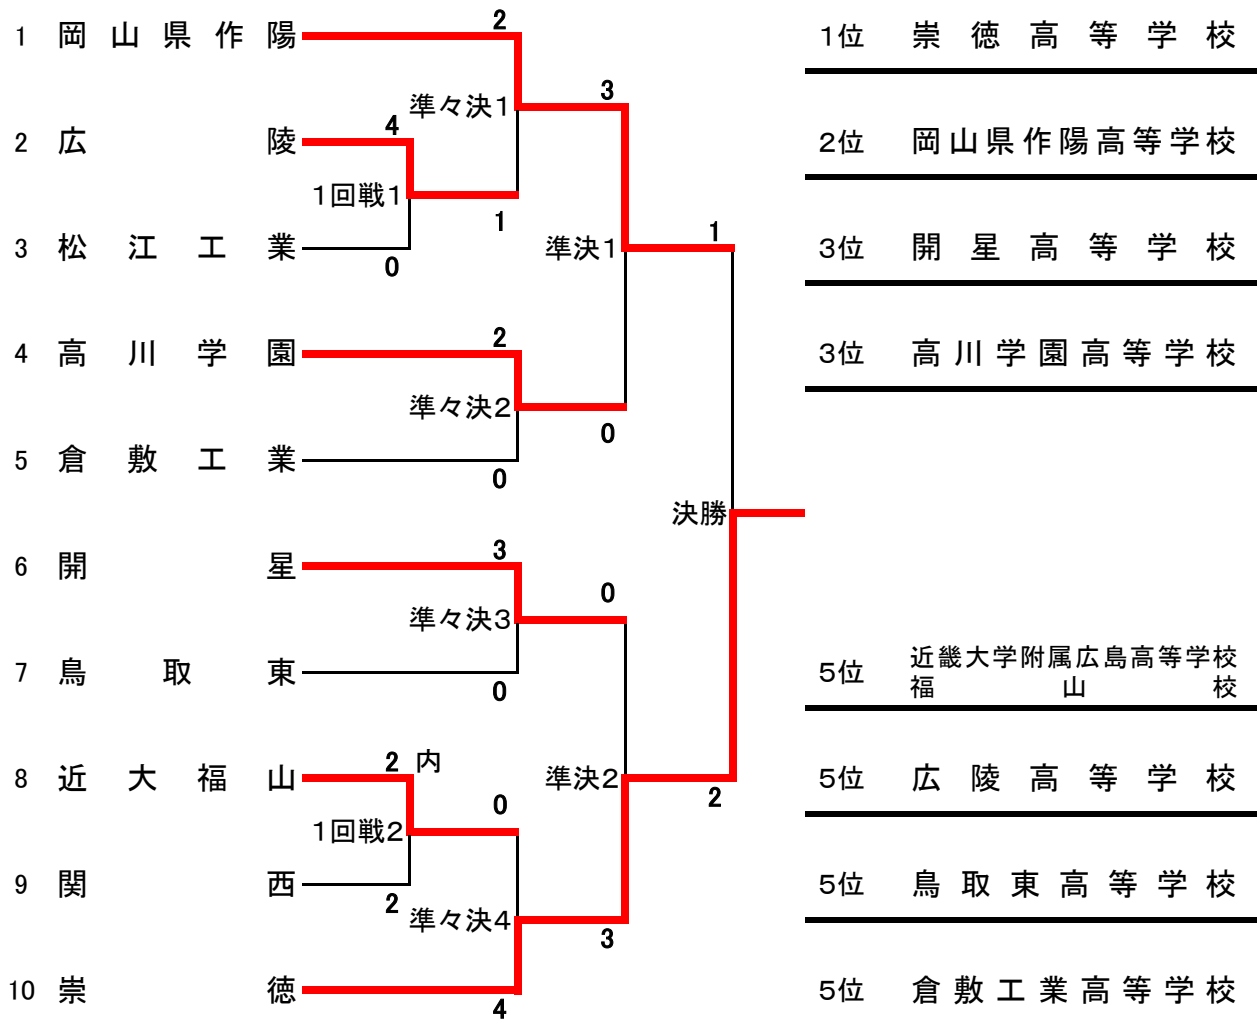 1 岡山県作陽
2 広陵
3 松江工業
4 高川学園
5 倉敷工業
6 開星
7 鳥取東
8 近大福山
9 関西
10 崇徳
2
準々決1
4
1回戦1
1
0
2
準々決2
0
3
準々決3
0
2 内
1回戦2
2
0
準々決4
4
3
準決1
0
0
準決2
3
1
決勝
2
1位 崇徳高等学校
2位 岡山県作陽高等学校
3位 開星高等学校
3位 高川学園高等学校
5位 近畿大学附属広島高等学校
福山校
5位 広陵高等学校
5位 鳥取東高等学校
5位 倉敷工業高等学校